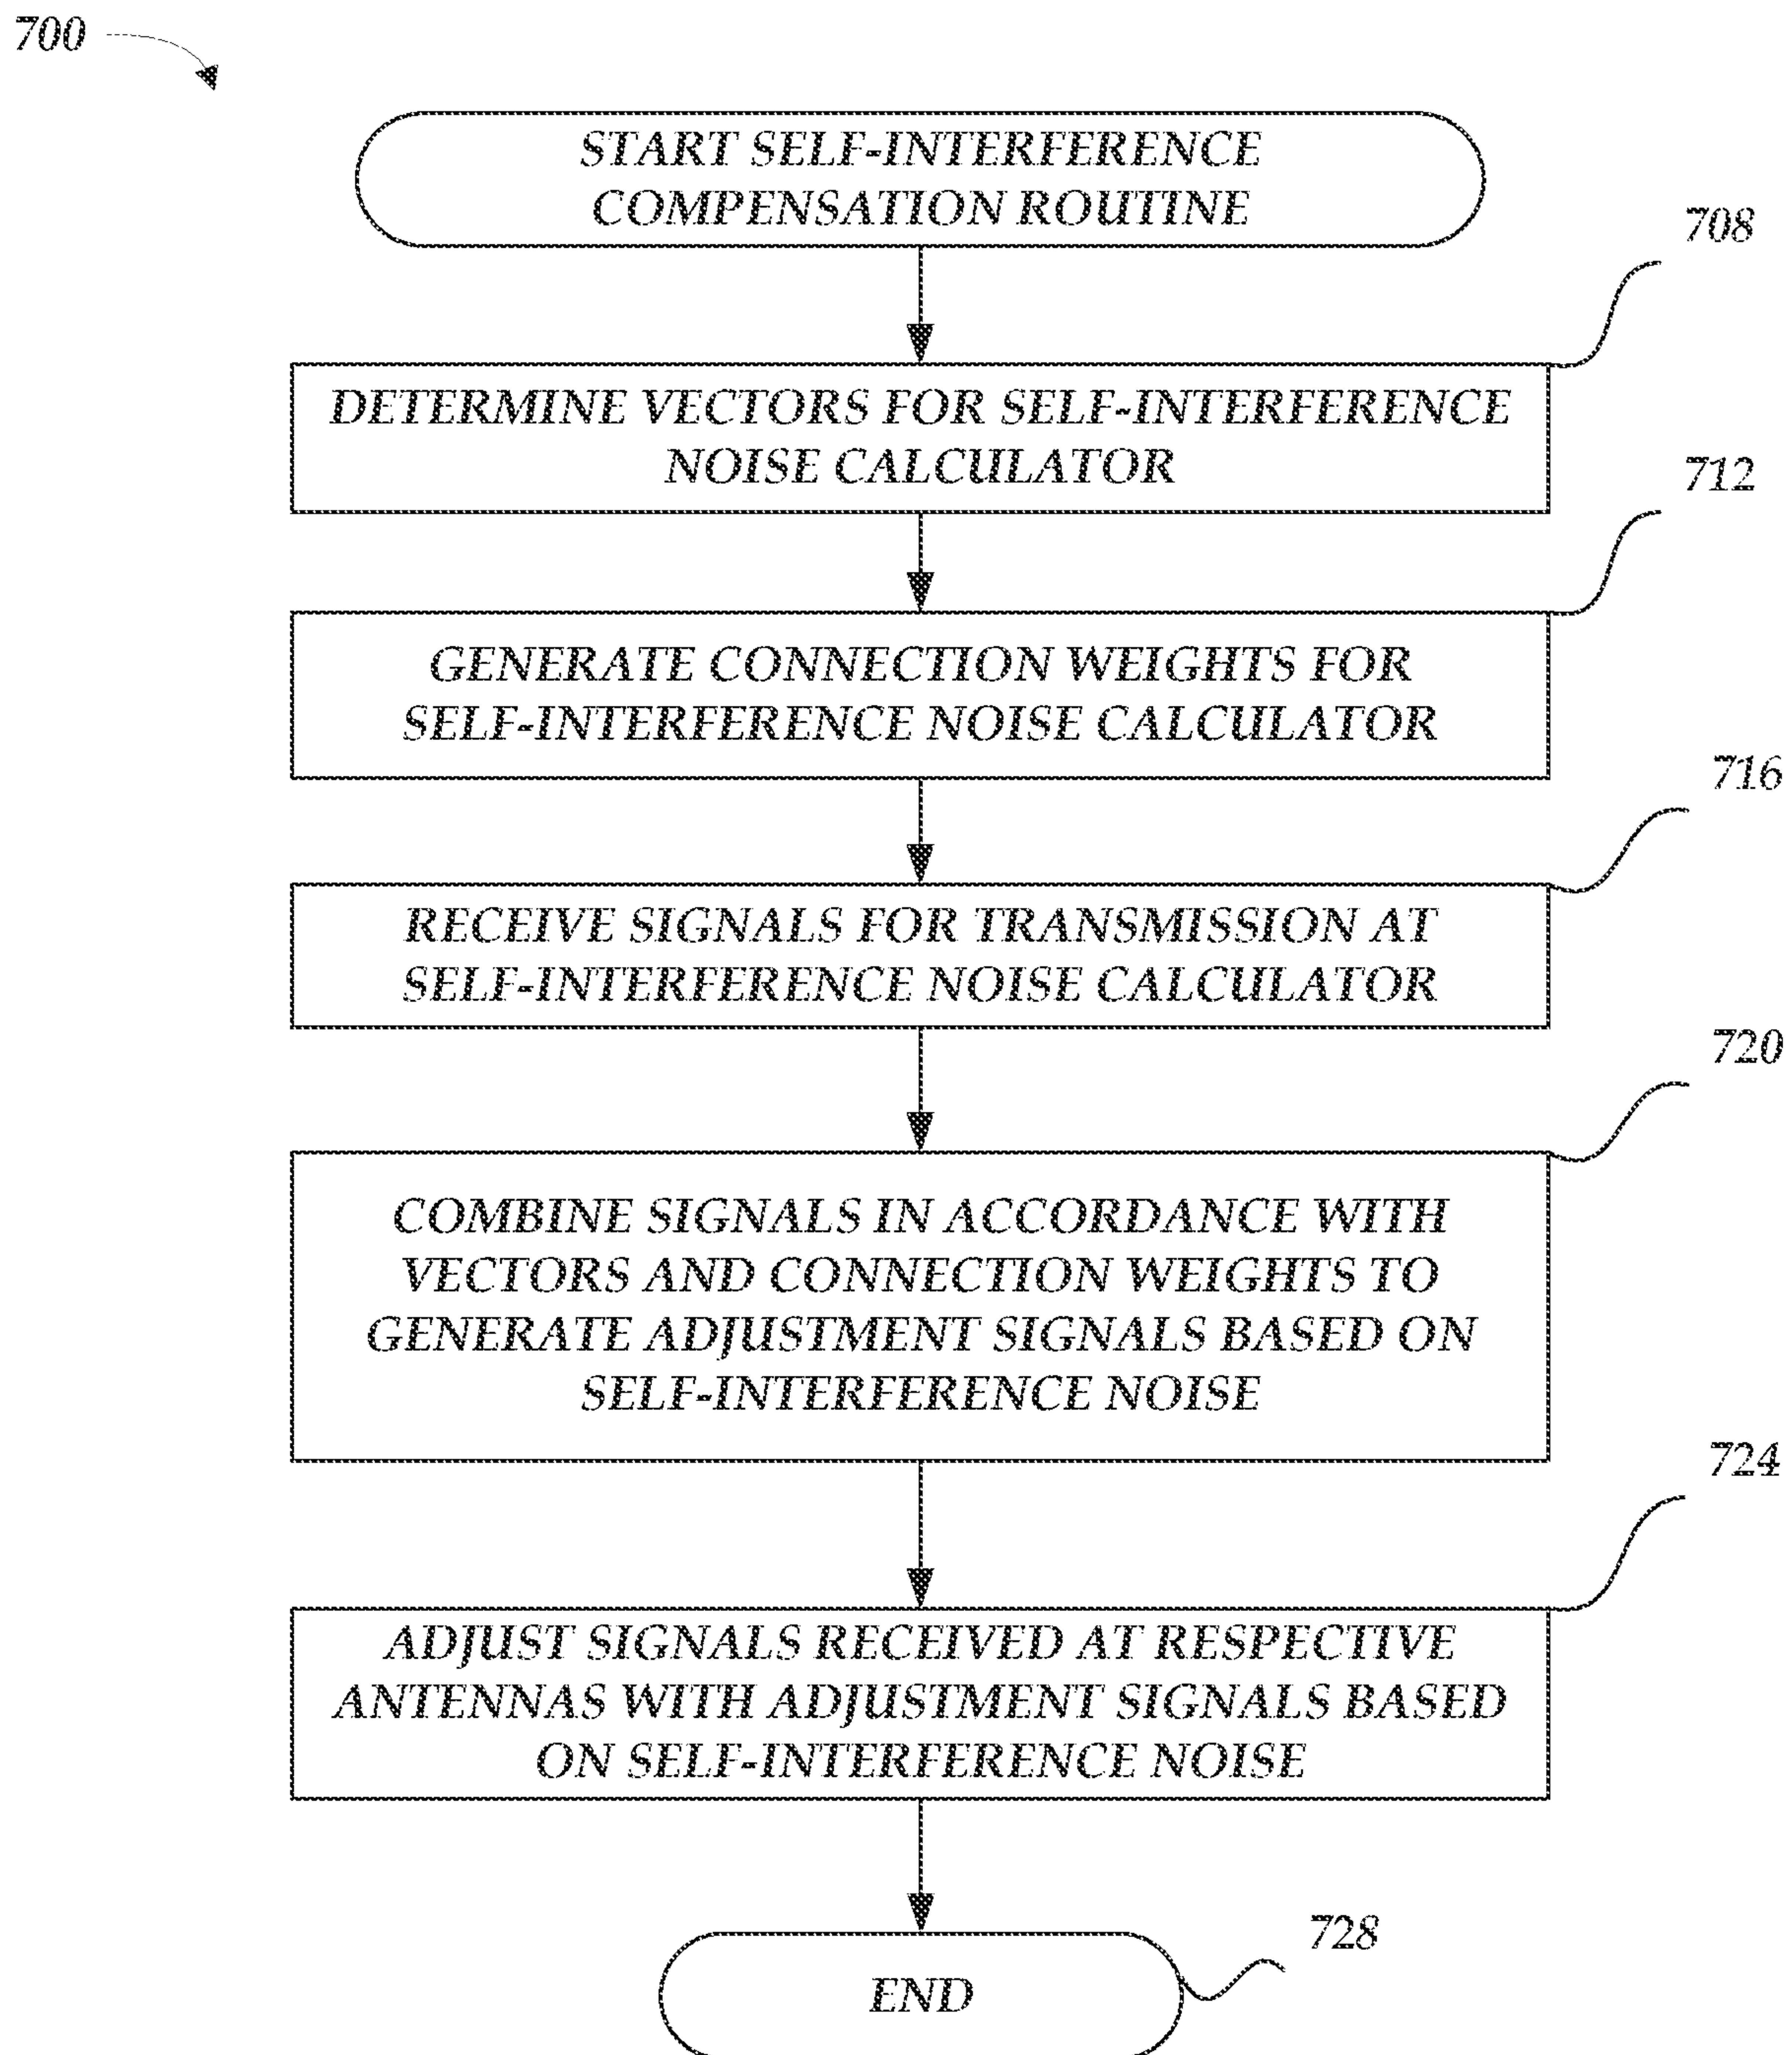 700
START SELF-INTERFERENCE
COMPENSATION ROUTINE
708
DETERMINE VECTORS FOR SELF-INTERFERENCE
NOISE CALCULATOR
712
GENERATE CONNECTION WEIGHTS FOR
SELF-INTERFERENCE NOISE CALCULATOR
716
RECEIVE SIGNALS FOR TRANSMISSION AT
SELF-INTERFERENCE NOISE CALCULATOR
720
COMBINE SIGNALS IN ACCORDANCE WITH
VECTORS AND CONNECTION WEIGHTS TO
GENERATE ADJUSTMENT SIGNALS BASED ON
SELF-INTERFERENCE NOISE
724
ADJUST SIGNALS RECEIVED AT RESPECTIVE
ANTENNAS WITH ADJUSTMENT SIGNALS BASED
ON SELF-INTERFERENCE NOISE
728
END